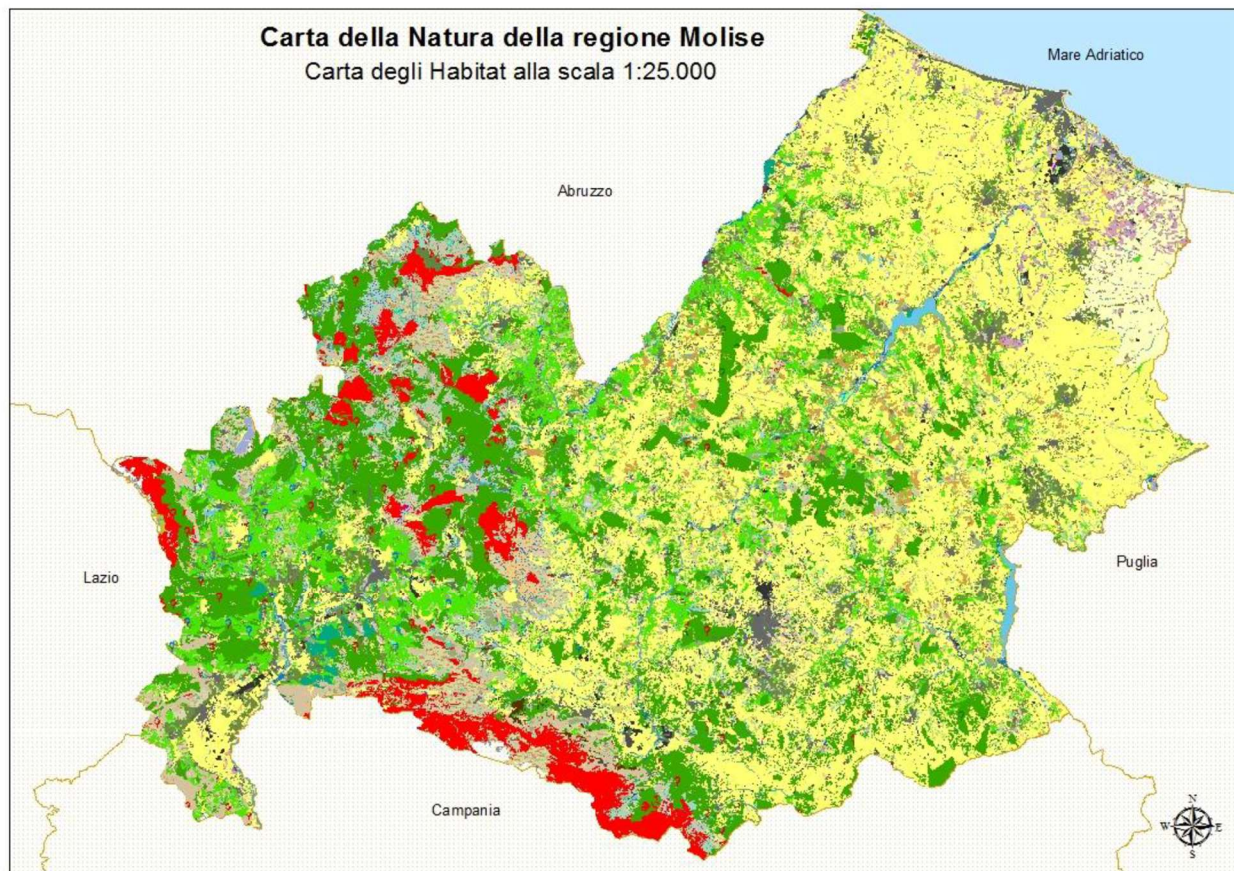 Carta della Natura della regione Molise
Carta degli Habitat alla scala 1:25.000
Mare Adriatico
Abruzzo
Lazio
Puglia
Campania
N
W E
S